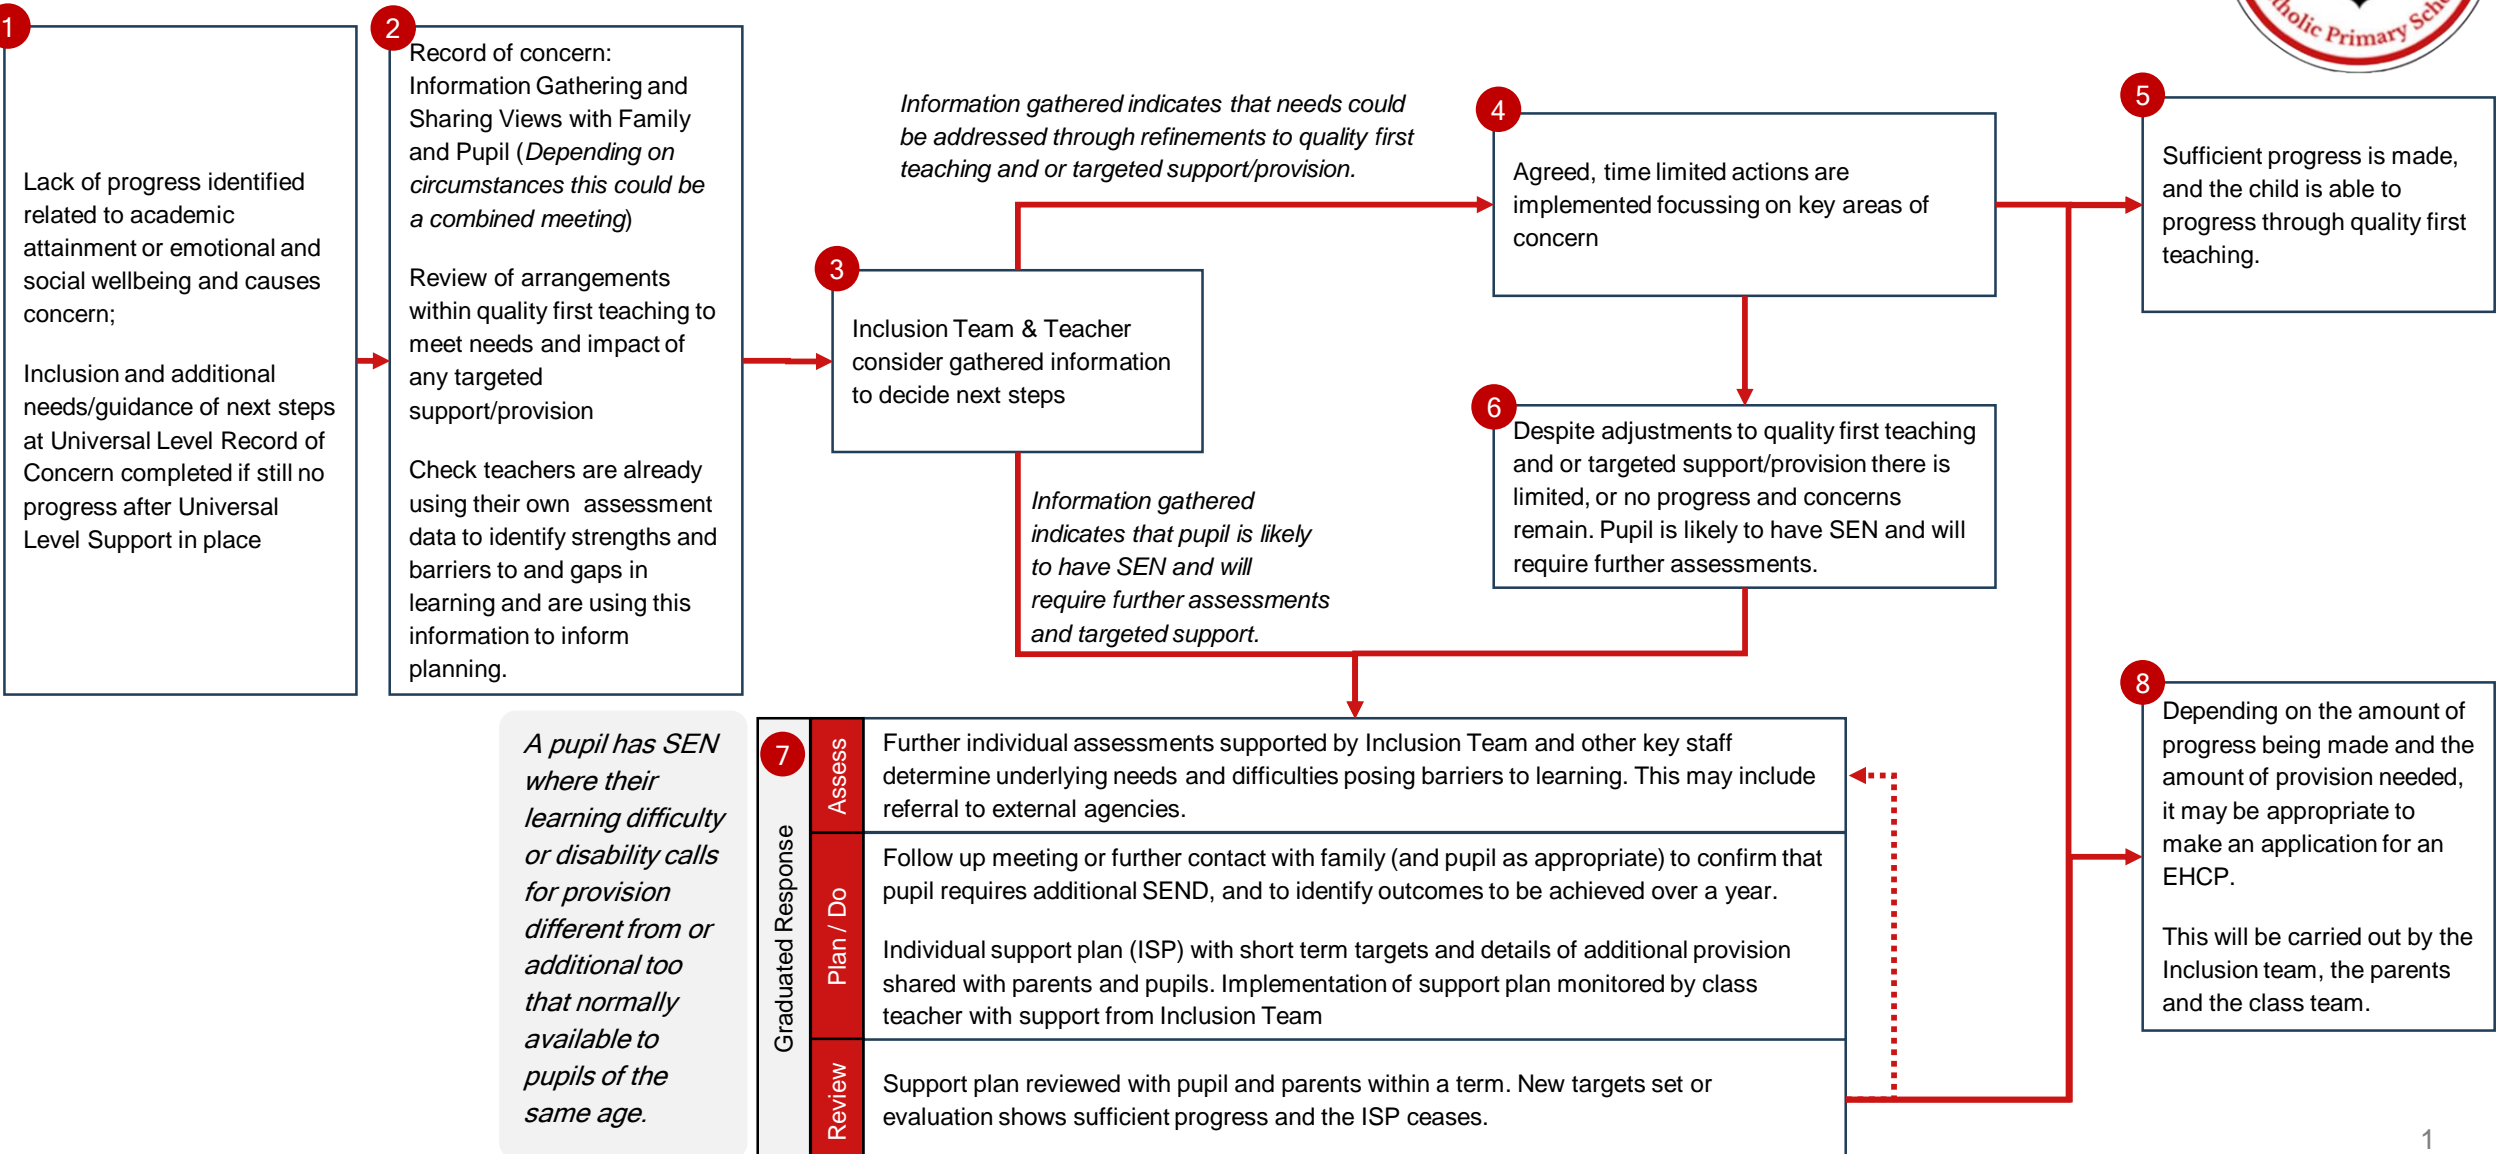 1
Lack of progress identified
related to academic
attainment or emotional and
social wellbeing and causes
concern;
Inclusion and additional
needs/guidance of next steps
at Universal Level Record of
Concern completed if still no
progress after Universal
Level Support in place
2
Record of concern:
Information Gathering and
Sharing Views with Family
and Pupil (Depending on
circumstances this could be
a combined meeting)
Review of arrangements
within quality first teaching to
meet needs and impact of
any targeted
support/provision
Check teachers are already
using their own assessment
data to identify strengths and
barriers to and gaps in
learning and are using this
information to inform
planning.
3
Inclusion Team & Teacher
consider gathered information
to decide next steps
Information gathered indicates that needs could
be addressed through refinements to quality first
teaching and or targeted support/provision.
Information gathered
indicates that pupil is likely
to have SEN and will
require further assessments
and targeted support.
4
Agreed, time limited actions are
implemented focussing on key areas of
concern
Primary
5
Sufficient progress is made,
and the child is able to
progress through quality first
teaching.
6
Despite adjustments to quality first teaching
and or targeted support/provision there is
limited, or no progress and concerns
remain. Pupil is likely to have SEN and will
require further assessments.
A pupil has SEN
where their
learning difficulty
or disability calls
for provision
different from or
additional too
that normally
available to
pupils of the
same age.
7
Graduated Response
Assess
Further individual assessments supported by Inclusion Team and other key staff
determine underlying needs and difficulties posing barriers to learning. This may include
referral to external agencies.
Plan / Do
Follow up meeting or further contact with family (and pupil as appropriate) to confirm that
pupil requires additional SEND, and to identify outcomes to be achieved over a year.
Individual support plan (ISP) with short term targets and details of additional provision
shared with parents and pupils. Implementation of support plan monitored by class
teacher with support from Inclusion Team
Review
Support plan reviewed with pupil and parents within a term. New targets set or
evaluation shows sufficient progress and the ISP ceases.
8
Depending on the amount of
progress being made and the
amount of provision needed,
it may be appropriate to
make an application for an
EHCP.
This will be carried out by the
Inclusion team, the parents
and the class team.
1